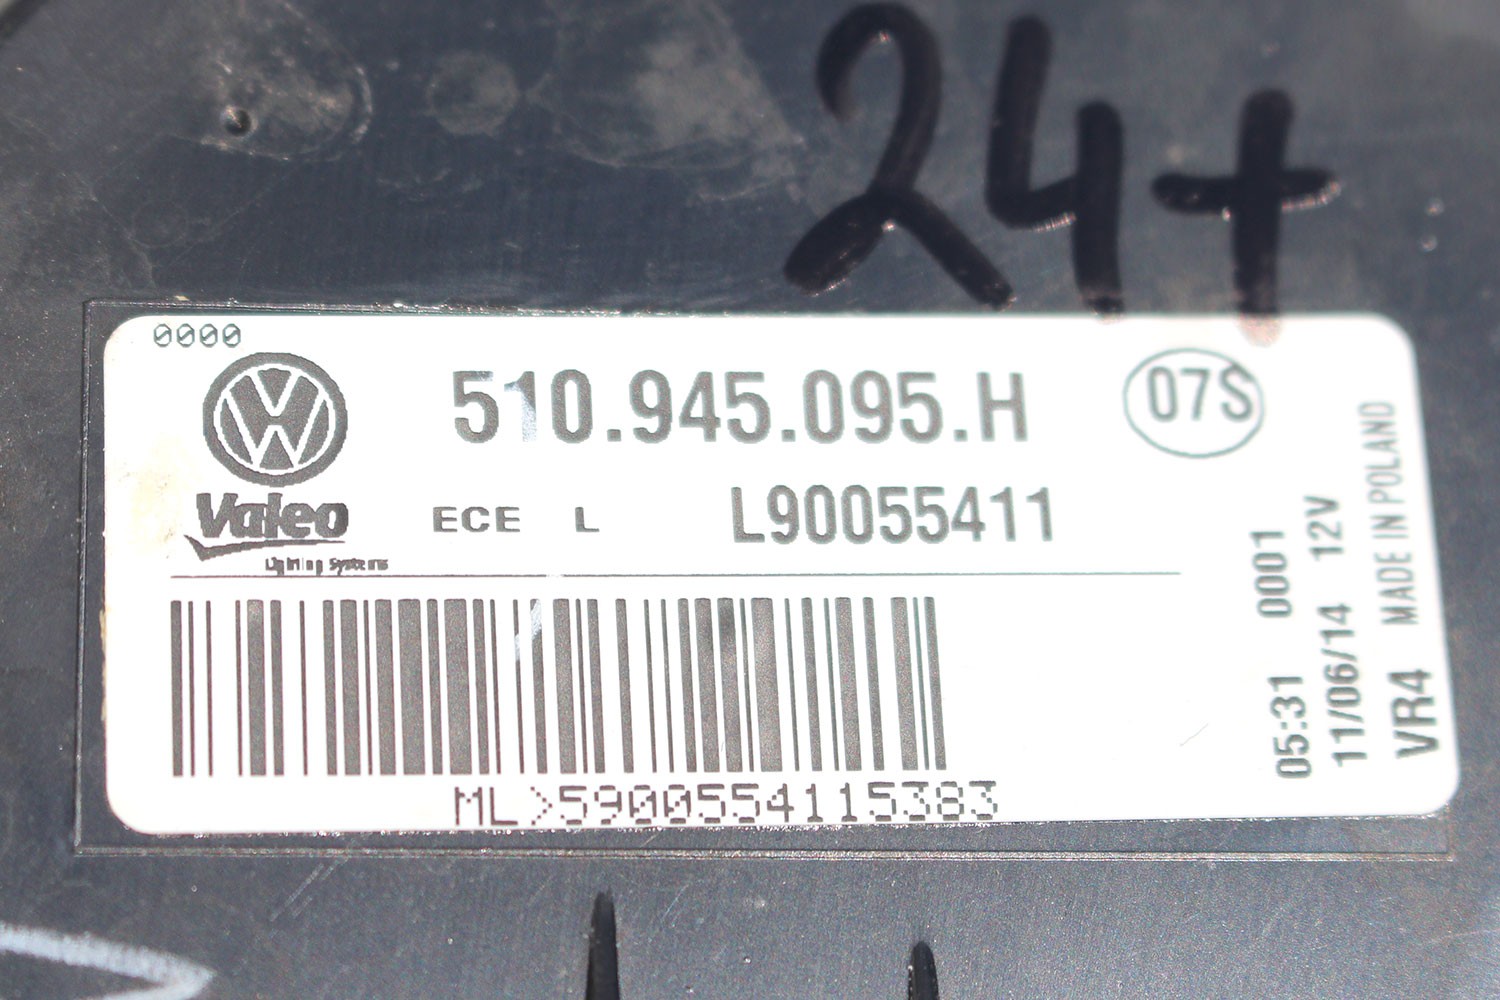 24+
0000
510.945.095.H
07S
Valeo
Lighting Systems
ECE L L90055411
05:31 0001
11/06/14 12V
VR4 MADE IN POLAND
ML>5900554115383